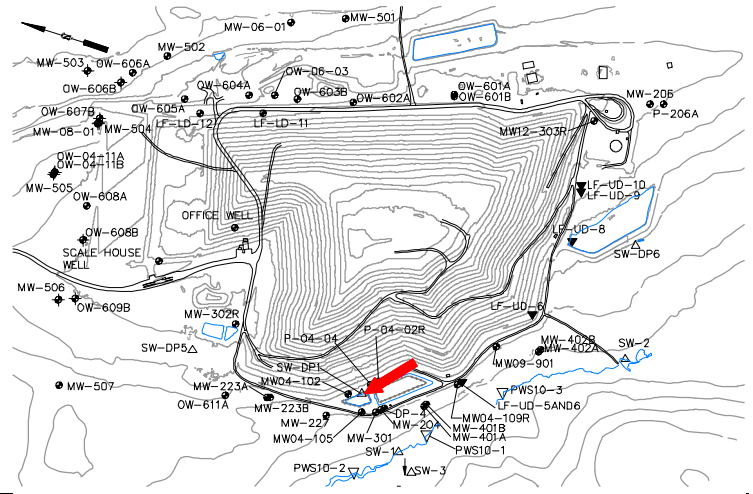 MW-501
MW-06-01
MW-502
MW-503
OW-606A
OW-06-03
OW-604A
OW-601A
OW-606B
OW-603B
OW-601B
MW-206
OW-602A
OW-605A
P-206A
OW-607B
LF-LD-12
LF-LD-11
MW-08-01
MW-504
MW12-303R
OW-04-11A
OW-04-11B
MW-505
LF-UD-10
LF-UD-9
OW-608A
OFFICE WELL
LF-UD-8
OW-608B
SW-DP6
SCALE HOUSE
WELL
MW-506
OW-609B
LF-UD-6
MW-302R
P-04-04
P-04-02R
MW-402B
MW-402A
SW-2
SW-DP5
SW-DP1
MW09-901
MW-507
MW-223A
MW04-102
PWS10-3
OW-611A
MW-223B
LF-UD-5AND6
MW-227
DP-4
MW04-109R
MW-204
MW-401B
MW04-105
MW-301
MW-401A
SW-1
PWS10-1
PWS10-2
SW-3